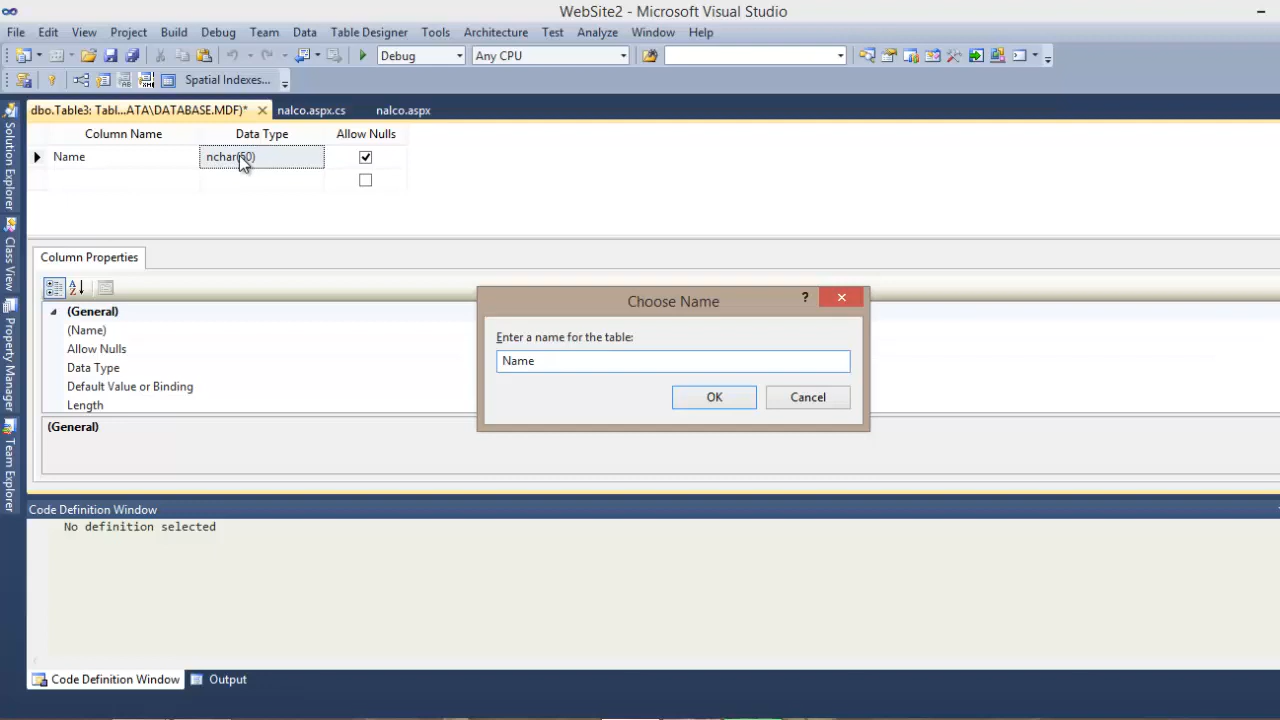 WebSite2 - Microsoft Visual Studio
File Edit View Project Build Debug Team Data Table Designer Tools Architecture Test Analyze Window Help
Debug Any CPU
Spatial Indexes...
dbo.Table3: Tabl...ATA\DATABASE.MDF)* nalco.aspx.cs nalco.aspx
Column Name Data Type Allow Nulls
Name nchar(50)
Column Properties
(General)
(Name)
Allow Nulls
Data Type
Default Value or Binding
Length
(General)
Choose Name
Enter a name for the table:
Name
OK Cancel
Solution Explorer
Class View
Property Manager
Team Explorer
Code Definition Window
No definition selected
Code Definition Window Output